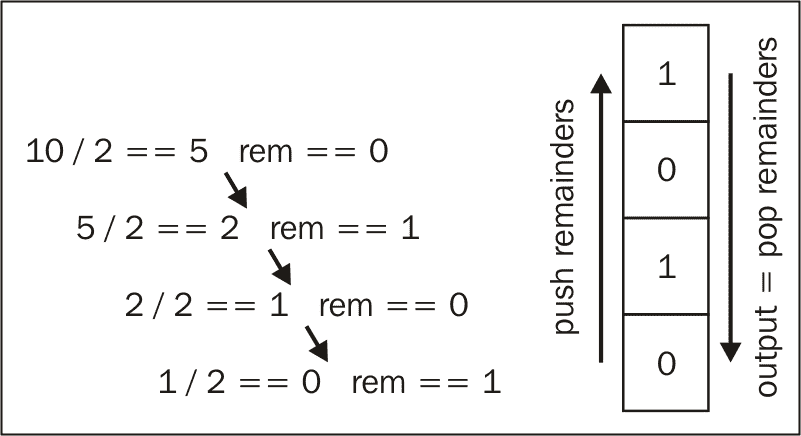 10 / 2 == 5 rem == 0
5 / 2 == 2 rem == 1
2 / 2 == 1 rem == 0
1 / 2 == 0 rem == 1
push remainders
1
0
1
0
output = pop remainders